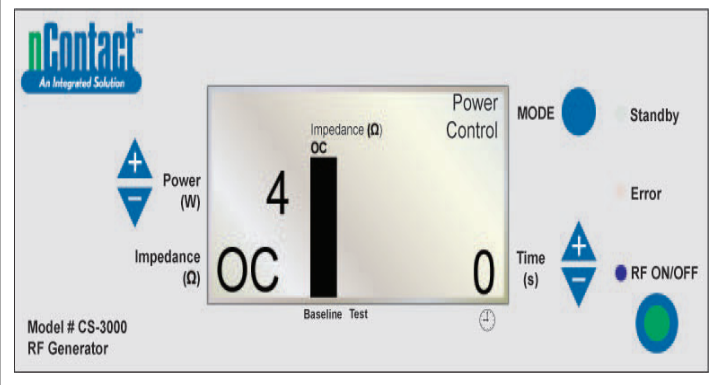 nContact™
An Integrated Solution
Power
Control
MODE
Standby
Impedance (Ω)
OC
Power
(W)
4
Error
Impedance
(Ω)
OC
0
Time
(s)
RF ON/OFF
Baseline Test
Model # CS-3000
RF Generator